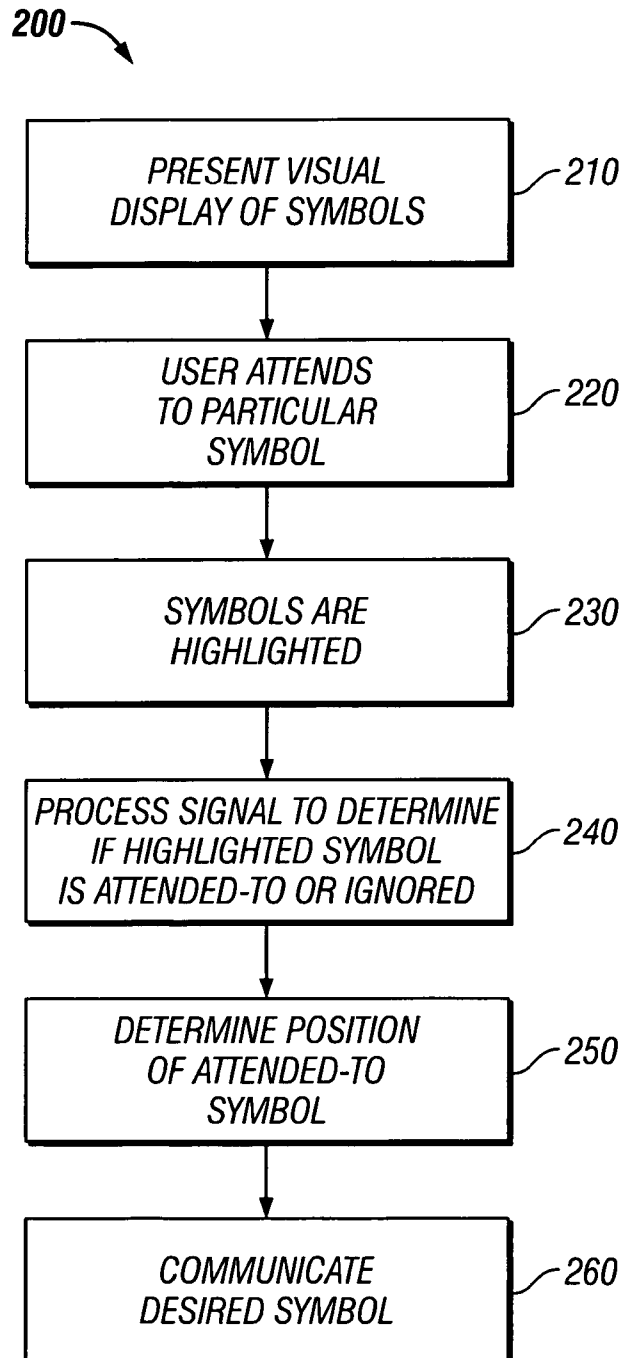 200
PRESENT VISUAL
DISPLAY OF SYMBOLS
210
USER ATTENDS
TO PARTICULAR
SYMBOL
220
SYMBOLS ARE
HIGHLIGHTED
230
PROCESS SIGNAL TO DETERMINE
IF HIGHLIGHTED SYMBOL
IS ATTENDED-TO OR IGNORED
240
DETERMINE POSITION
OF ATTENDED-TO
SYMBOL
250
COMMUNICATE
DESIRED SYMBOL
260